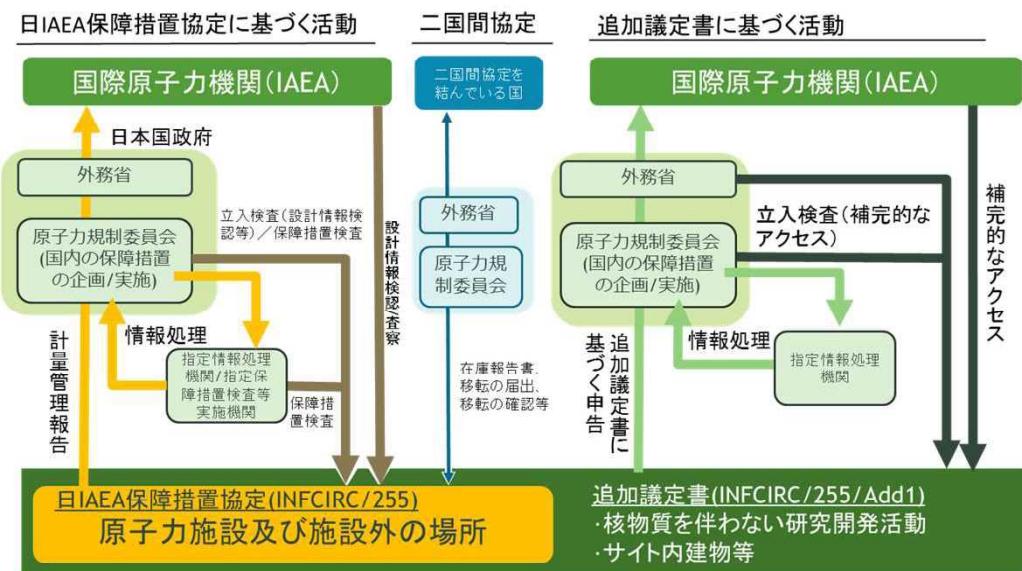 日IAEA保障措置協定に基づく活動
国際原子力機関(IAEA)
日本国政府
外務省
原子力規制委員会
(国内の保障措置
の企画/実施)
立入検査(設計情報検
認等)/保障措置検査
設計情報検認/査察
情報処理
指定情報処理
機関/指定保
障措置検査等
実施機関
保障措
置検査
計量管理報告
二国間協定
二国間協定を
結んでいる国
外務省
原子力規
制委員会
在庫報告書、
移転の届出、
移転の確認等
追加議定書に基づく活動
国際原子力機関(IAEA)
外務省
原子力規制委員会
(国内の保障措置
の企画/実施)
立入検査(補完的な
アクセス)
補完的なアクセス
情報処理
指定情報処理
機関
追加議定書に
基づく申告
日IAEA保障措置協定(INFCIRC/255)
原子力施設及び施設外の場所
追加議定書(INFCIRC/255/Add1)
・核物質を伴わない研究開発活動
・サイト内建物等